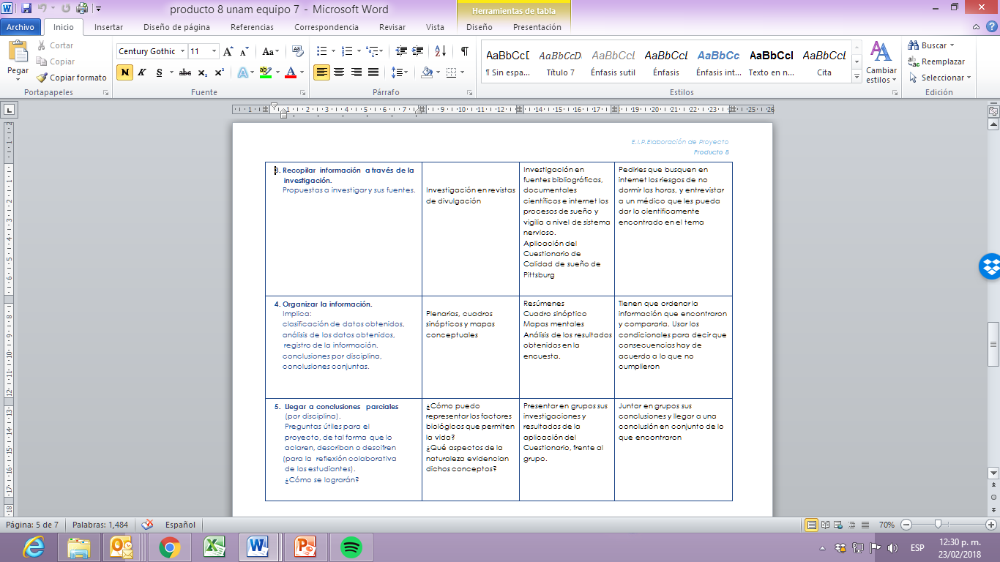 producto 8 unam equipo 7 - Microsoft Word
Herramientas de tabla
Archivo Inicio Insertar Diseño de página Referencias Correspondencia Revisar Vista Diseño Presentación
Pegar
Cortar
Copiar
Copiar formato
Portapapeles
Century Gothic 11
Fuente
Párrafo
AaBbCcD AaBbCcD AaBbCcL AaBbCcL AaBbCc AaBbCcl AaBbCcL
¶ Sin espa... Título 7 Énfasis sutil Énfasis Énfasis int... Texto en n... Cita
Estilos
Cambiar
estilos
Buscar
Reemplazar
Seleccionar
Edición
E.I.P.Elaboración de Proyecto
Producto 8
3. Recopilar información a través de la
investigación.
Propuestas a investigar y sus fuentes.
Investigación en revistas
de divulgación
Investigación en
fuentes bibliográficas,
documentales
científicos e internet los
procesos de sueño y
vigilia a nivel de sistema
nervioso.
Aplicación del
Cuestionario de
Calidad de sueño de
Pittsburg
Pedirles que busquen en
internet los riesgos de no
dormir las horas, y entrevistar
a un médico que les pueda
dar lo cientificamente
encontrado en el tema
4. Organizar la información.
Implica:
clasificación de datos obtenidos,
análisis de los datos obtenidos,
registro de la información.
conclusiones por disciplina,
conclusiones conjuntas.
Plenarias, cuadros
sinópticos y mapas
conceptuales
Resúmenes
Cuadro sinóptico
Mapas mentales
Análisis de los resultados
obtenidos en la
encuesta.
Tienen que ordenar la
información que encontraron
y compararla. Usar los
condicionales para decir que
consecuencias hay de
acuerdo a lo que no
cumplieron
5. Llegar a conclusiones parciales
(por disciplina).
Preguntas útiles para el
proyecto, de tal forma que lo
aclaren, describan o descifren
(para la reflexión colaborativa
de los estudiantes).
¿Cómo se lograrán?
¿Cómo puedo
representar los factores
biológicos que permiten
la vida?
¿Qué aspectos de la
naturaleza evidencian
dichos conceptos?
Presentar en grupos sus
investigaciones y
resultados de la
aplicación del
Cuestionario, frente al
grupo.
Juntar en grupos sus
conclusiones y llegar a una
conclusión en conjunto de lo
que encontraron
Página: 5 de 7 Palabras: 1,484 Español 70%
ESP
12:30 p. m.
23/02/2018